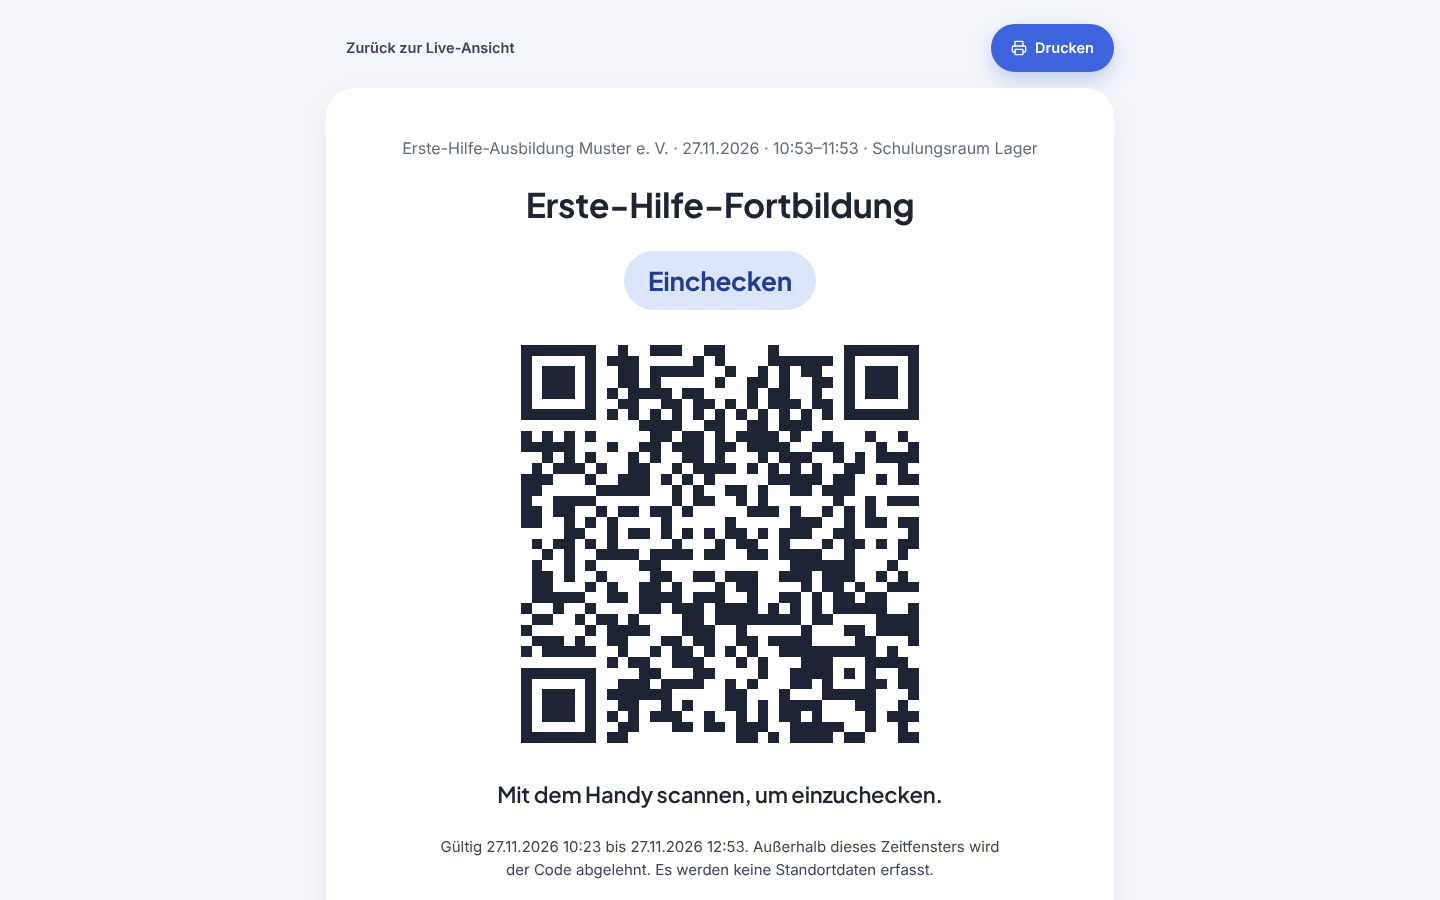 Zurück zur Live-Ansicht
Drucken
Erste-Hilfe-Ausbildung Muster e. V. · 27.11.2026 · 10:53–11:53 · Schulungsraum Lager
Erste-Hilfe-Fortbildung
Einchecken
Mit dem Handy scannen, um einzuchecken.
Gültig 27.11.2026 10:23 bis 27.11.2026 12:53. Außerhalb dieses Zeitfensters wird
der Code abgelehnt. Es werden keine Standortdaten erfasst.